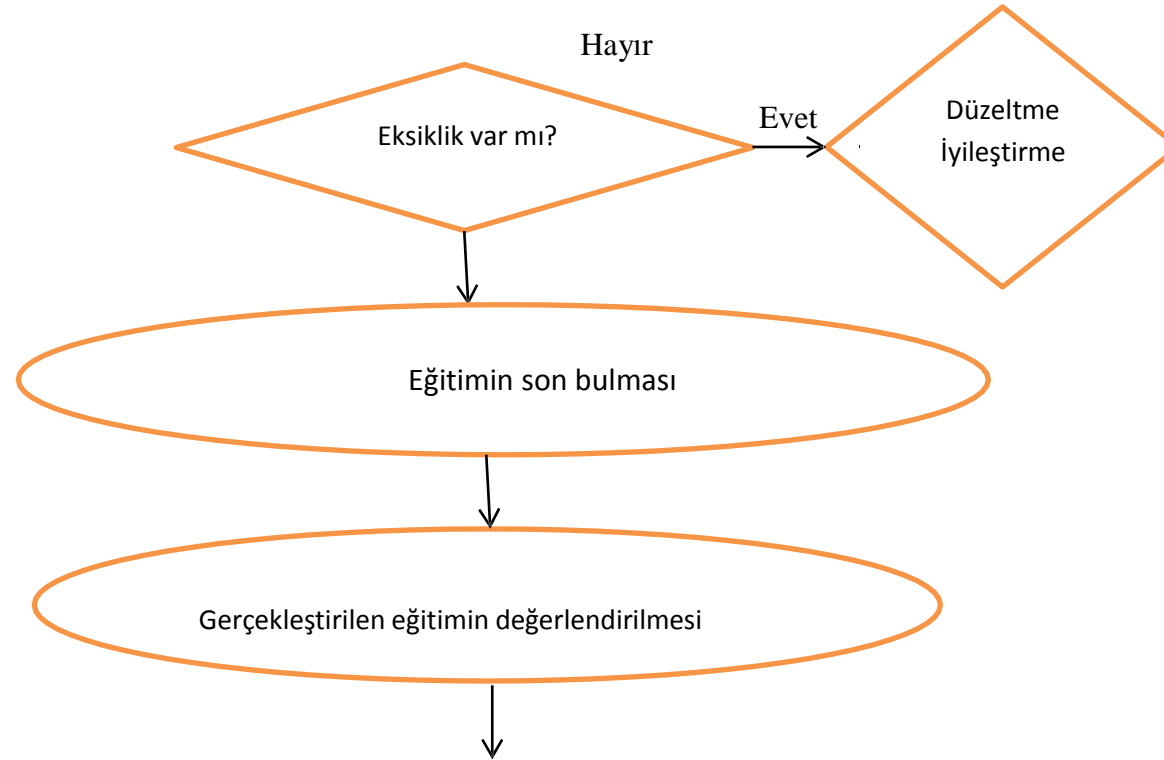 Hayır
Eksiklik var mı?
Evet
Düzeltme
İyileştirme
Eğitimin son bulması
Gerçekleştirilen eğitimin değerlendirilmesi